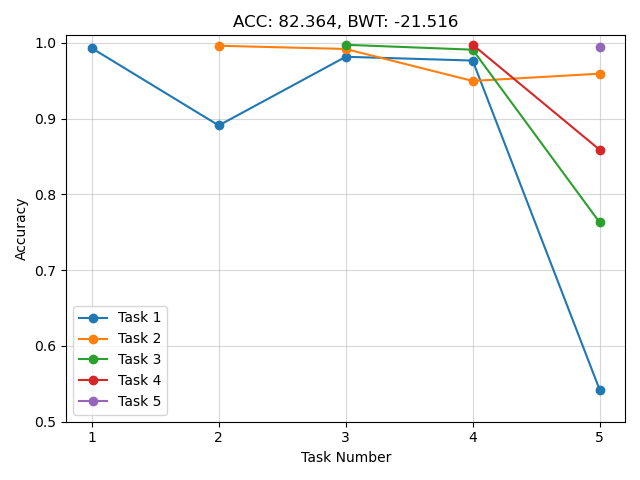 ACC: 82.364, BWT: -21.516
1.0
0.9
0.8
0.7
0.6
0.5
Accuracy
Task 1
Task 2
Task 3
Task 4
Task 5
1 2 3 4 5
Task Number